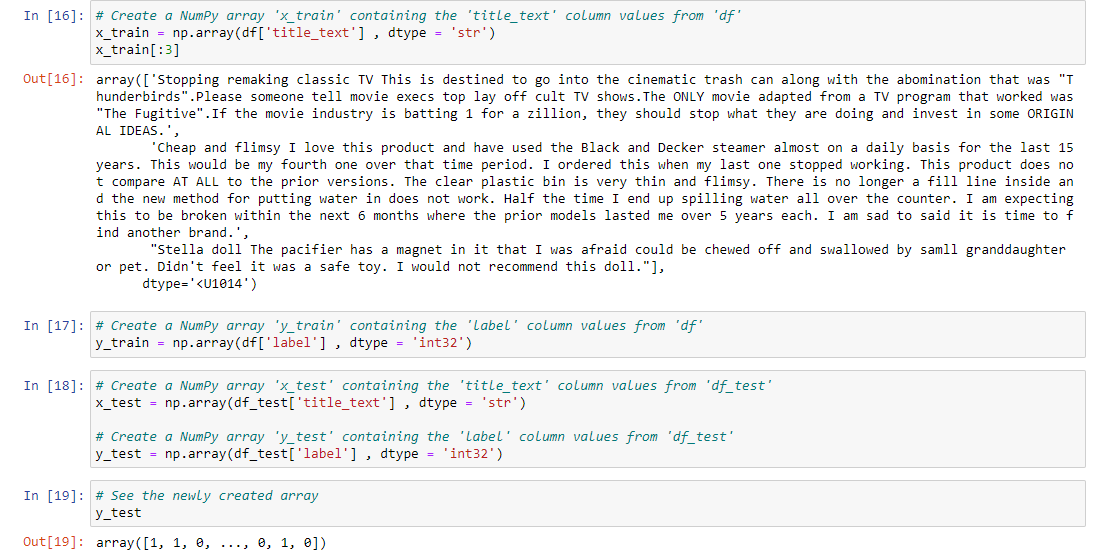 In [16]: # Create a NumPy array 'x_train' containing the 'title_text' column values from 'df'
x_train = np.array(df['title_text'] , dtype = 'str')
x_train[:3]
Out[16]: array(['Stopping remaking classic TV This is destined to go into the cinematic trash can along with the abomination that was "T
hunderbirds".Please someone tell movie execs top lay off cult TV shows.The ONLY movie adapted from a TV program that worked was
"The Fugitive".If the movie industry is batting 1 for a zillion, they should stop what they are doing and invest in some ORIGIN
AL IDEAS.',
'Cheap and flimsy I love this product and have used the Black and Decker steamer almost on a daily basis for the last 15
years. This would be my fourth one over that time period. I ordered this when my last one stopped working. This product does no
t compare AT ALL to the prior versions. The clear plastic bin is very thin and flimsy. There is no longer a fill line inside an
d the new method for putting water in does not work. Half the time I end up spilling water all over the counter. I am expecting
this to be broken within the next 6 months where the prior models lasted me over 5 years each. I am sad to said it is time to f
ind another brand.',
"Stella doll The pacifier has a magnet in it that I was afraid could be chewed off and swallowed by samll granddaughter
or pet. Didn't feel it was a safe toy. I would not recommend this doll."],
dtype='<U1014')
In [17]: # Create a NumPy array 'y_train' containing the 'label' column values from 'df'
y_train = np.array(df['label'] , dtype = 'int32')
In [18]: # Create a NumPy array 'x_test' containing the 'title_text' column values from 'df_test'
x_test = np.array(df_test['title_text'] , dtype = 'str')
# Create a NumPy array 'y_test' containing the 'label' column values from 'df_test'
y_test = np.array(df_test['label'] , dtype = 'int32')
In [19]: # See the newly created array
y_test
Out[19]: array([1, 1, 0, ..., 0, 1, 0])